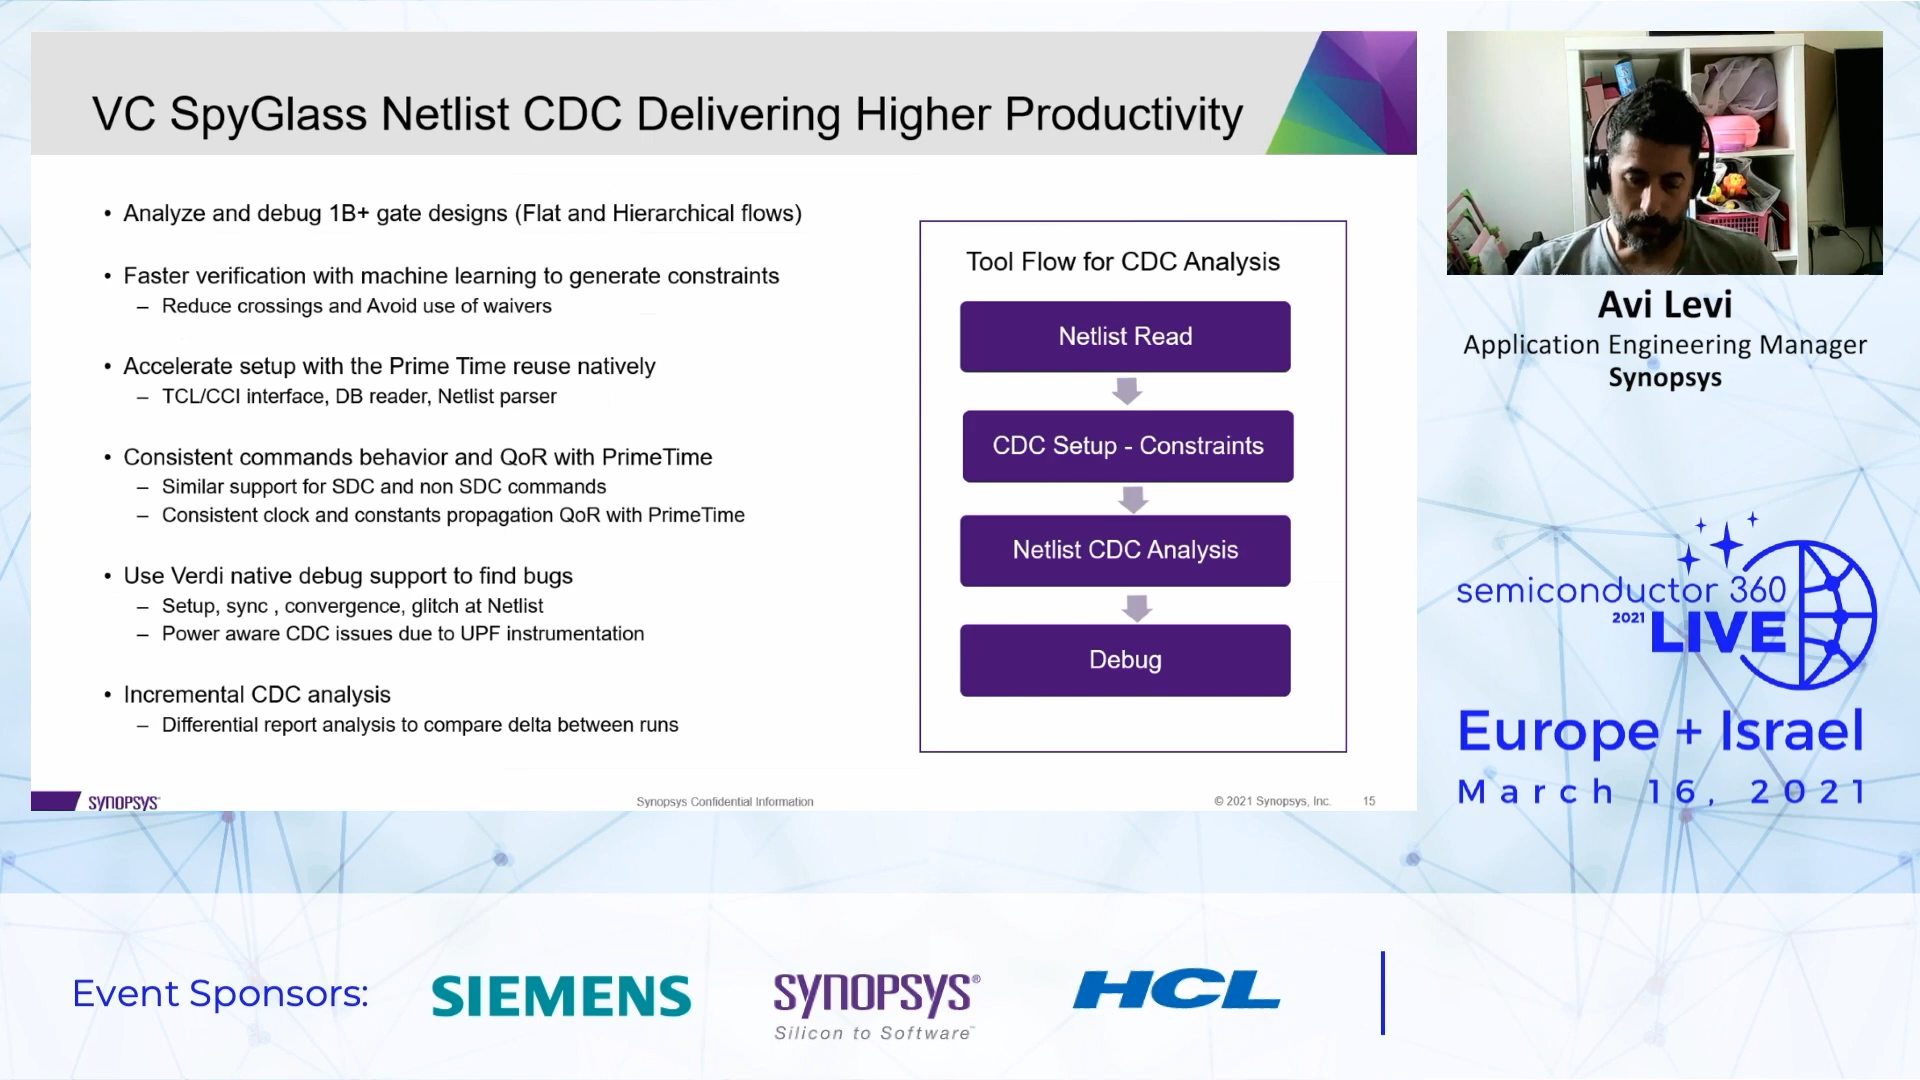 VC SpyGlass Netlist CDC Delivering Higher Productivity
• Analyze and debug 1B+ gate designs (Flat and Hierarchical flows)
• Faster verification with machine learning to generate constraints
– Reduce crossings and Avoid use of waivers
• Accelerate setup with the Prime Time reuse natively
– TCL/CCI interface, DB reader, Netlist parser
• Consistent commands behavior and QoR with PrimeTime
– Similar support for SDC and non SDC commands
– Consistent clock and constants propagation QoR with PrimeTime
• Use Verdi native debug support to find bugs
– Setup, sync , convergence, glitch at Netlist
– Power aware CDC issues due to UPF instrumentation
• Incremental CDC analysis
– Differential report analysis to compare delta between runs
Tool Flow for CDC Analysis
Netlist Read
CDC Setup - Constraints
Netlist CDC Analysis
Debug
SYNOPSYS
Synopsys Confidential Information
© 2021 Synopsys, Inc.
15
Avi Levi
Application Engineering Manager
Synopsys
semiconductor 360
2021 LIVE
Europe + Israel
March 16, 2021
Event Sponsors:
SIEMENS
SYNOPSYS®
Silicon to Software™
HCL